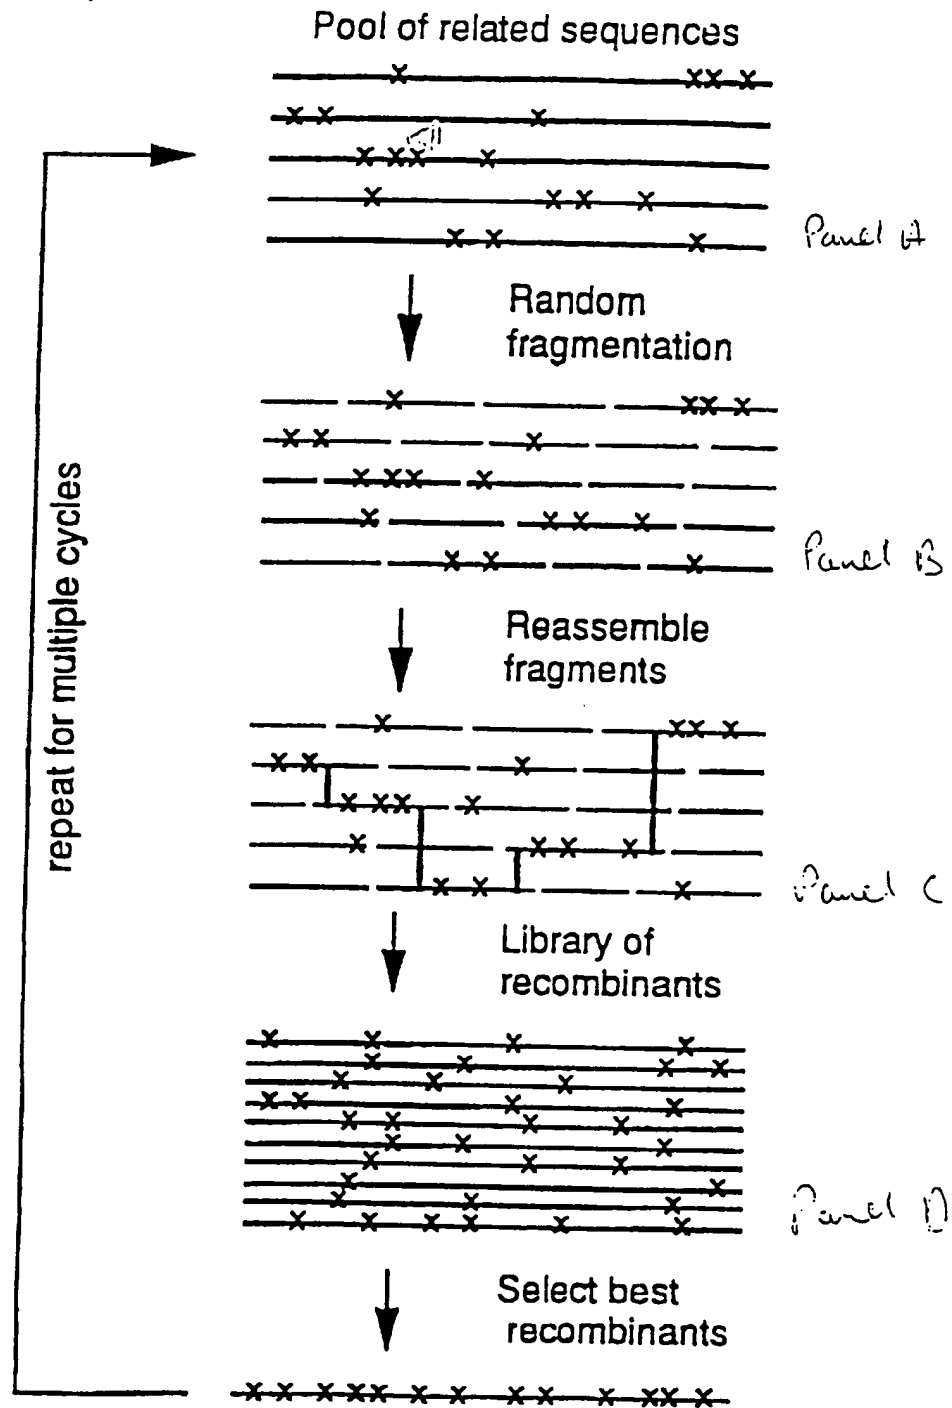 Pool of related sequences
Panel A
Random
fragmentation
Panel B
Reassemble
fragments
repeat for multiple cycles
Panel C
Library of
recombinants
Panel D
Select best
recombinants